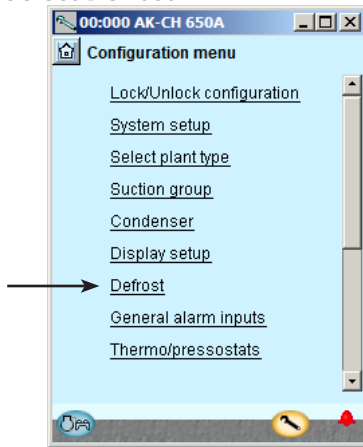 00:000 AK-CH 650A
Configuration menu
Lock/Unlock configuration
System setup
Select plant type
Suction group
Condenser
Display setup
Defrost
General alarm inputs
Thermo/pressostats